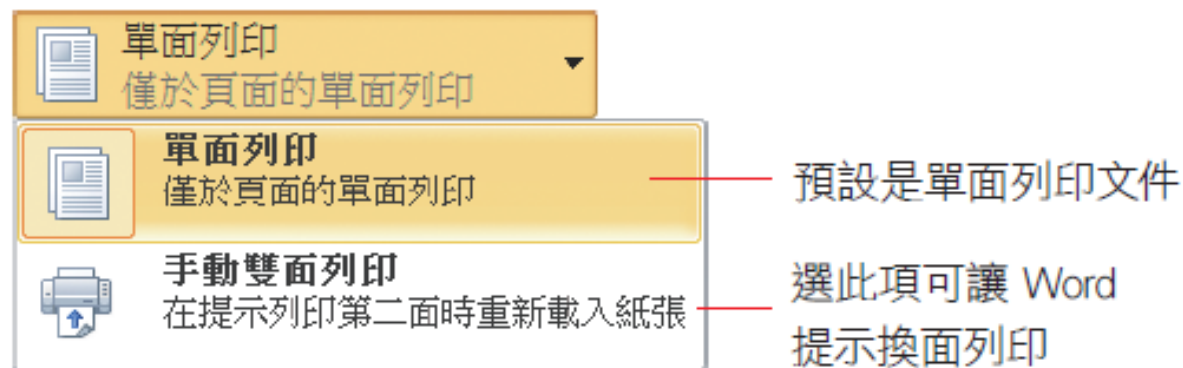 單面列印
僅於頁面的單面列印
單面列印
僅於頁面的單面列印
預設是單面列印文件
手動雙面列印
在提示列印第二面時重新載入紙張
選此項可讓 Word
提示換面列印